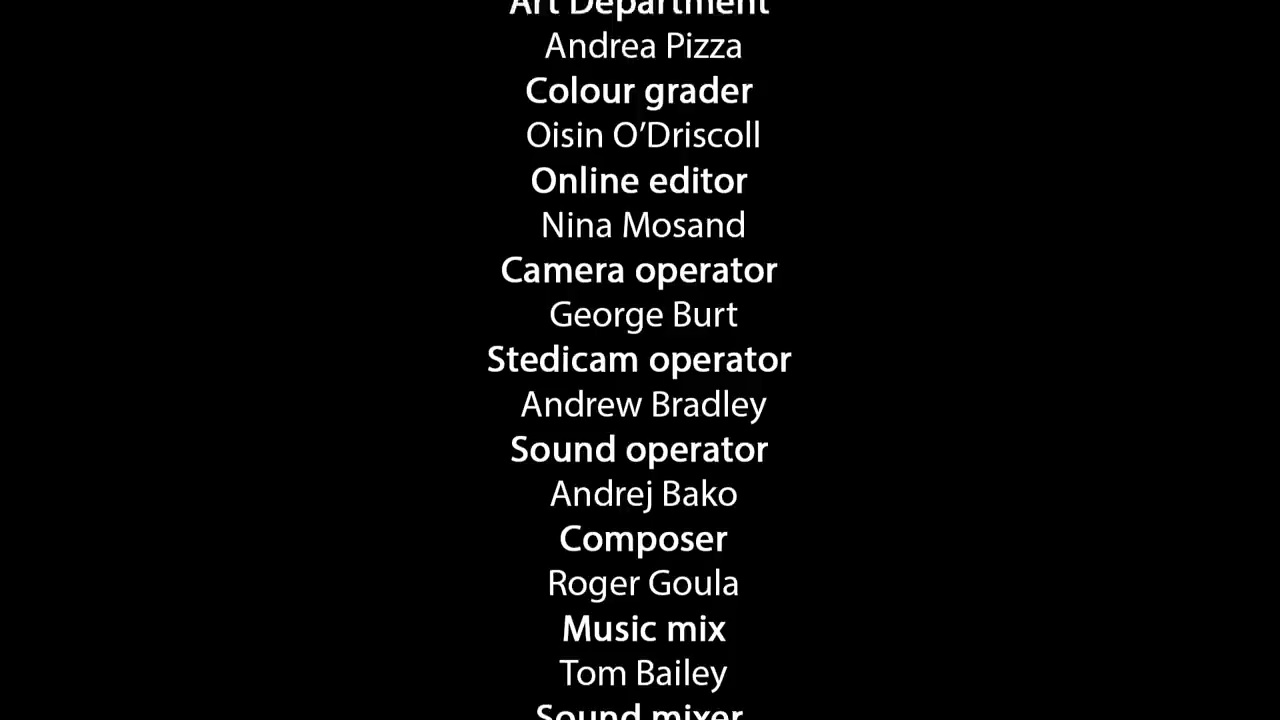 Art Department
Andrea Pizza
Colour grader
Oisin O’Driscoll
Online editor
Nina Mosand
Camera operator
George Burt
Stedicam operator
Andrew Bradley
Sound operator
Andrej Bako
Composer
Roger Goula
Music mix
Tom Bailey
Sound mixer